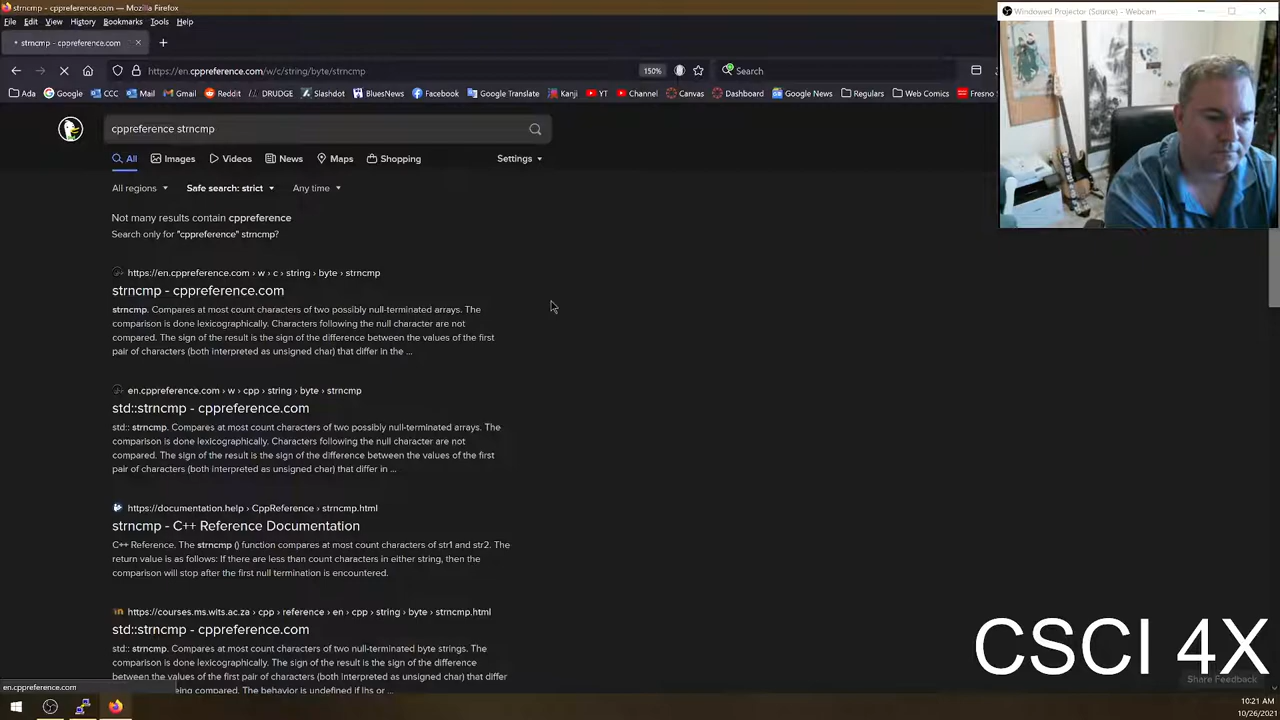 strncmp - cppreference.com — Mozilla Firefox
Windowed Projector (Source) - Webcam
File Edit View History Bookmarks Tools Help
strncmp - cppreference.com
https://en.cppreference.com/w/c/string/byte/strncmp
150%
Search
Ada Google CCC Mail Gmail Reddit DRUDGE Slashdot BluesNews Facebook Google Translate Kanji YT Channel Canvas Dashboard Google News Regulars Web Comics Fresno
cppreference strncmp
All Images Videos News Maps Shopping Settings
All regions Safe search: strict Any time
Not many results contain cppreference
Search only for "cppreference" strncmp?
https://en.cppreference.com › w › c › string › byte › strncmp
strncmp - cppreference.com
strncmp. Compares at most count characters of two possibly null-terminated arrays. The
comparison is done lexicographically. Characters following the null character are not
compared. The sign of the result is the sign of the difference between the values of the first
pair of characters (both interpreted as unsigned char) that differ in the ...
en.cppreference.com › w › cpp › string › byte › strncmp
std::strncmp - cppreference.com
std:: strncmp. Compares at most count characters of two possibly null-terminated arrays. The
comparison is done lexicographically. Characters following the null character are not
compared. The sign of the result is the sign of the difference between the values of the first
pair of characters (both interpreted as unsigned char) that differ in ...
https://documentation.help › CppReference › strncmp.html
strncmp - C++ Reference Documentation
C++ Reference. The strncmp () function compares at most count characters of str1 and str2. The
return value is as follows: If there are less than count characters in either string, then the
comparison will stop after the first null termination is encountered.
https://courses.ms.wits.ac.za › cpp › reference › en › cpp › string › byte › strncmp.html
std::strncmp - cppreference.com
std:: strncmp. Compares at most count characters of the two null-terminated byte strings. The
comparison is done lexicographically. The sign of the result is the sign of the difference
between the values of the first pair of characters (both interpreted as unsigned char) that differ
being compared. The behavior is undefined if lhs or ...
en.cppreference.com
CSCI 4X
Share Feedback
10:21 AM
10/26/2021